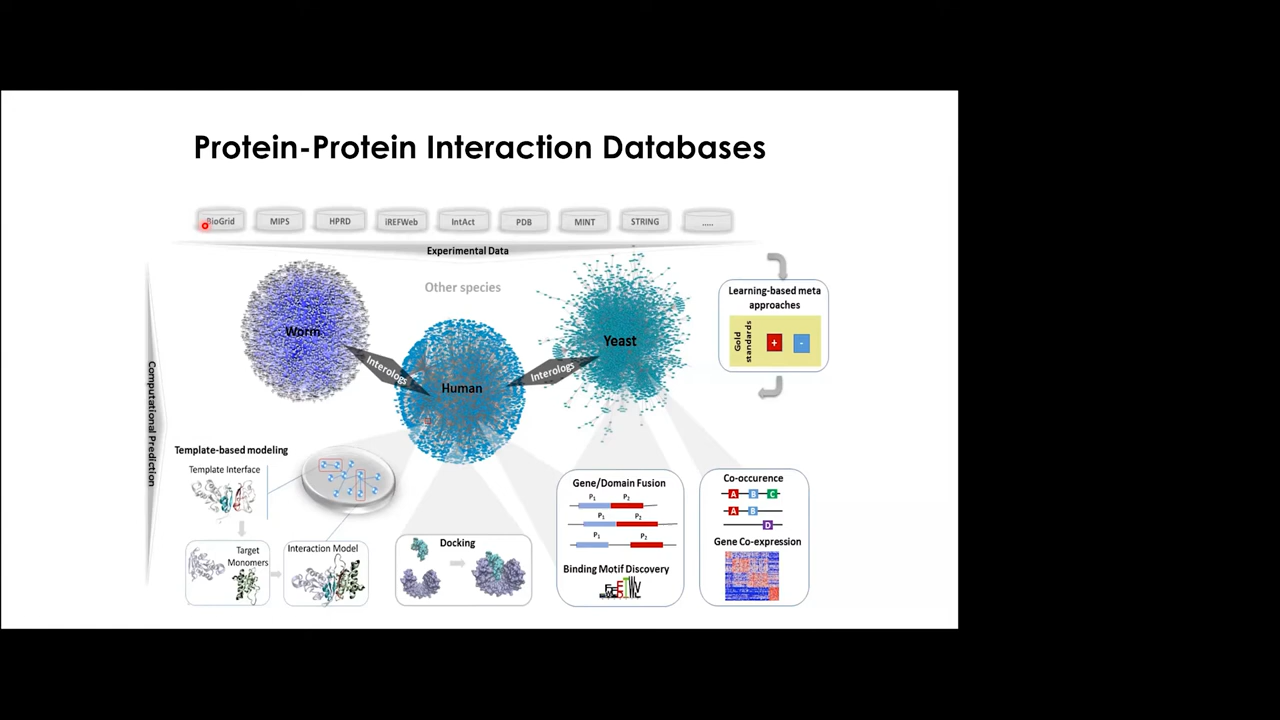 Protein-Protein Interaction Databases
BioGrid MIPS HPRD iREFWeb IntAct PDB MINT STRING .....
Experimental Data
Other species
Worm
Interologs
Human
Interologs
Yeast
Learning-based meta
approaches
Gold
standards
+ -
Computational Prediction
Template-based modeling
Template Interface
Target
Monomers
Interaction Model
Docking
Gene/Domain Fusion
P1 P2
P1 P2
P1 P2
Binding Motif Discovery
Co-occurence
A B C
A B
D
Gene Co-expression